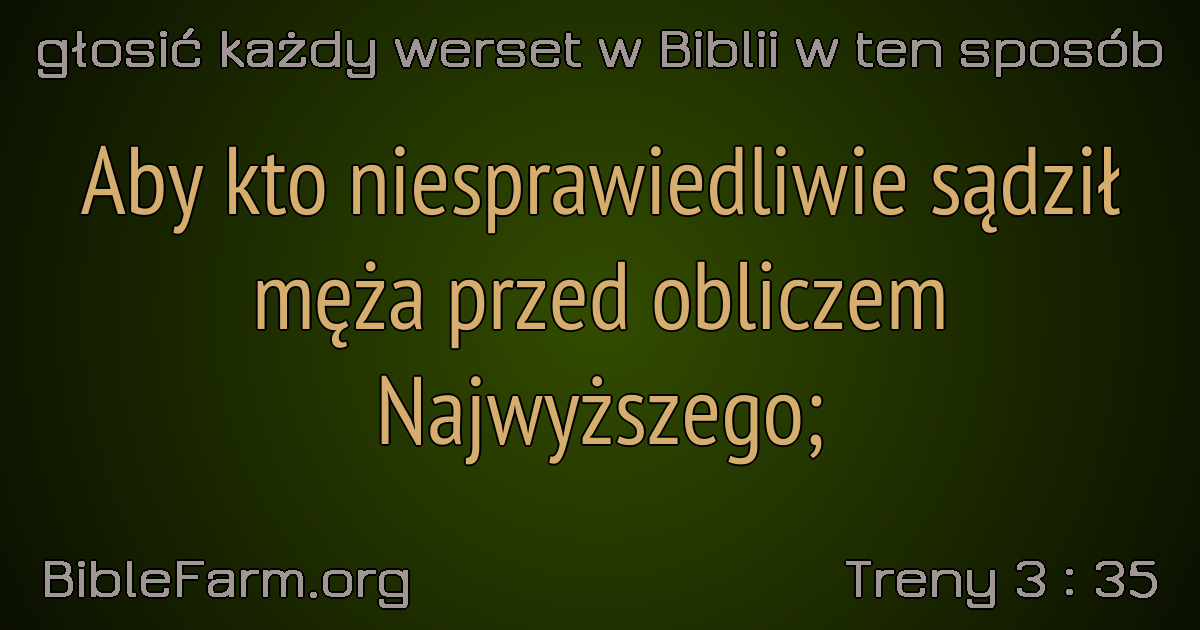 głosić każdy werset w Biblii w ten sposób
Aby kto niesprawiedliwie sądził
męża przed obliczem
Najwyższego;
BibleFarm.org
Treny 3 : 35